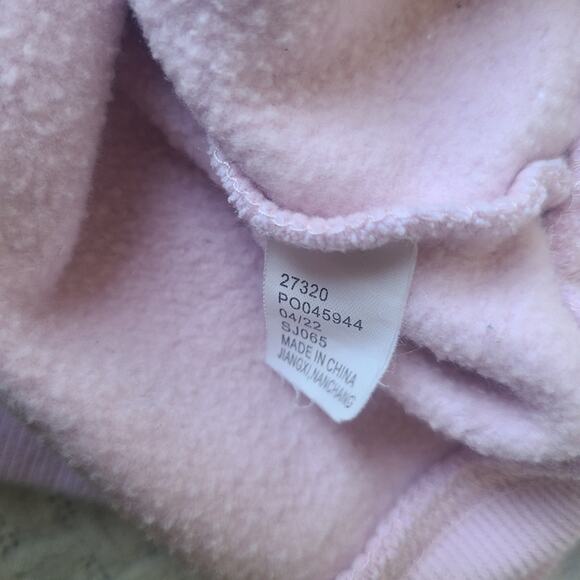 27320
PO045944
04/22
SJ065
MADE IN CHINA
JIANGXI,NANCHANG